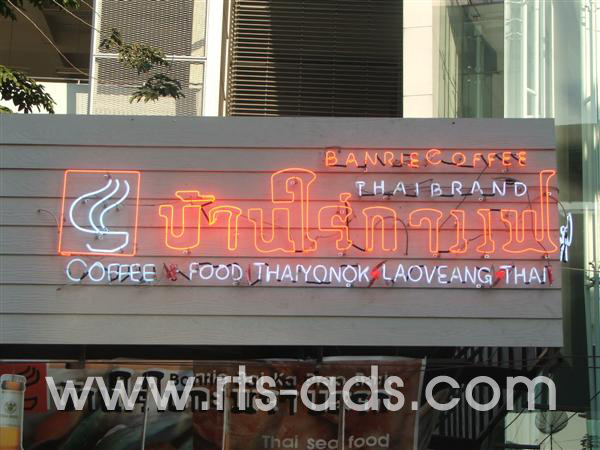 BANRIE COFFEE
THAI BRAND
บ้านใร่กาแฟ
COFFEE & FOOD THAIYONOK LAOVEANG THAI
www.rts-ads.com
Thai sea food